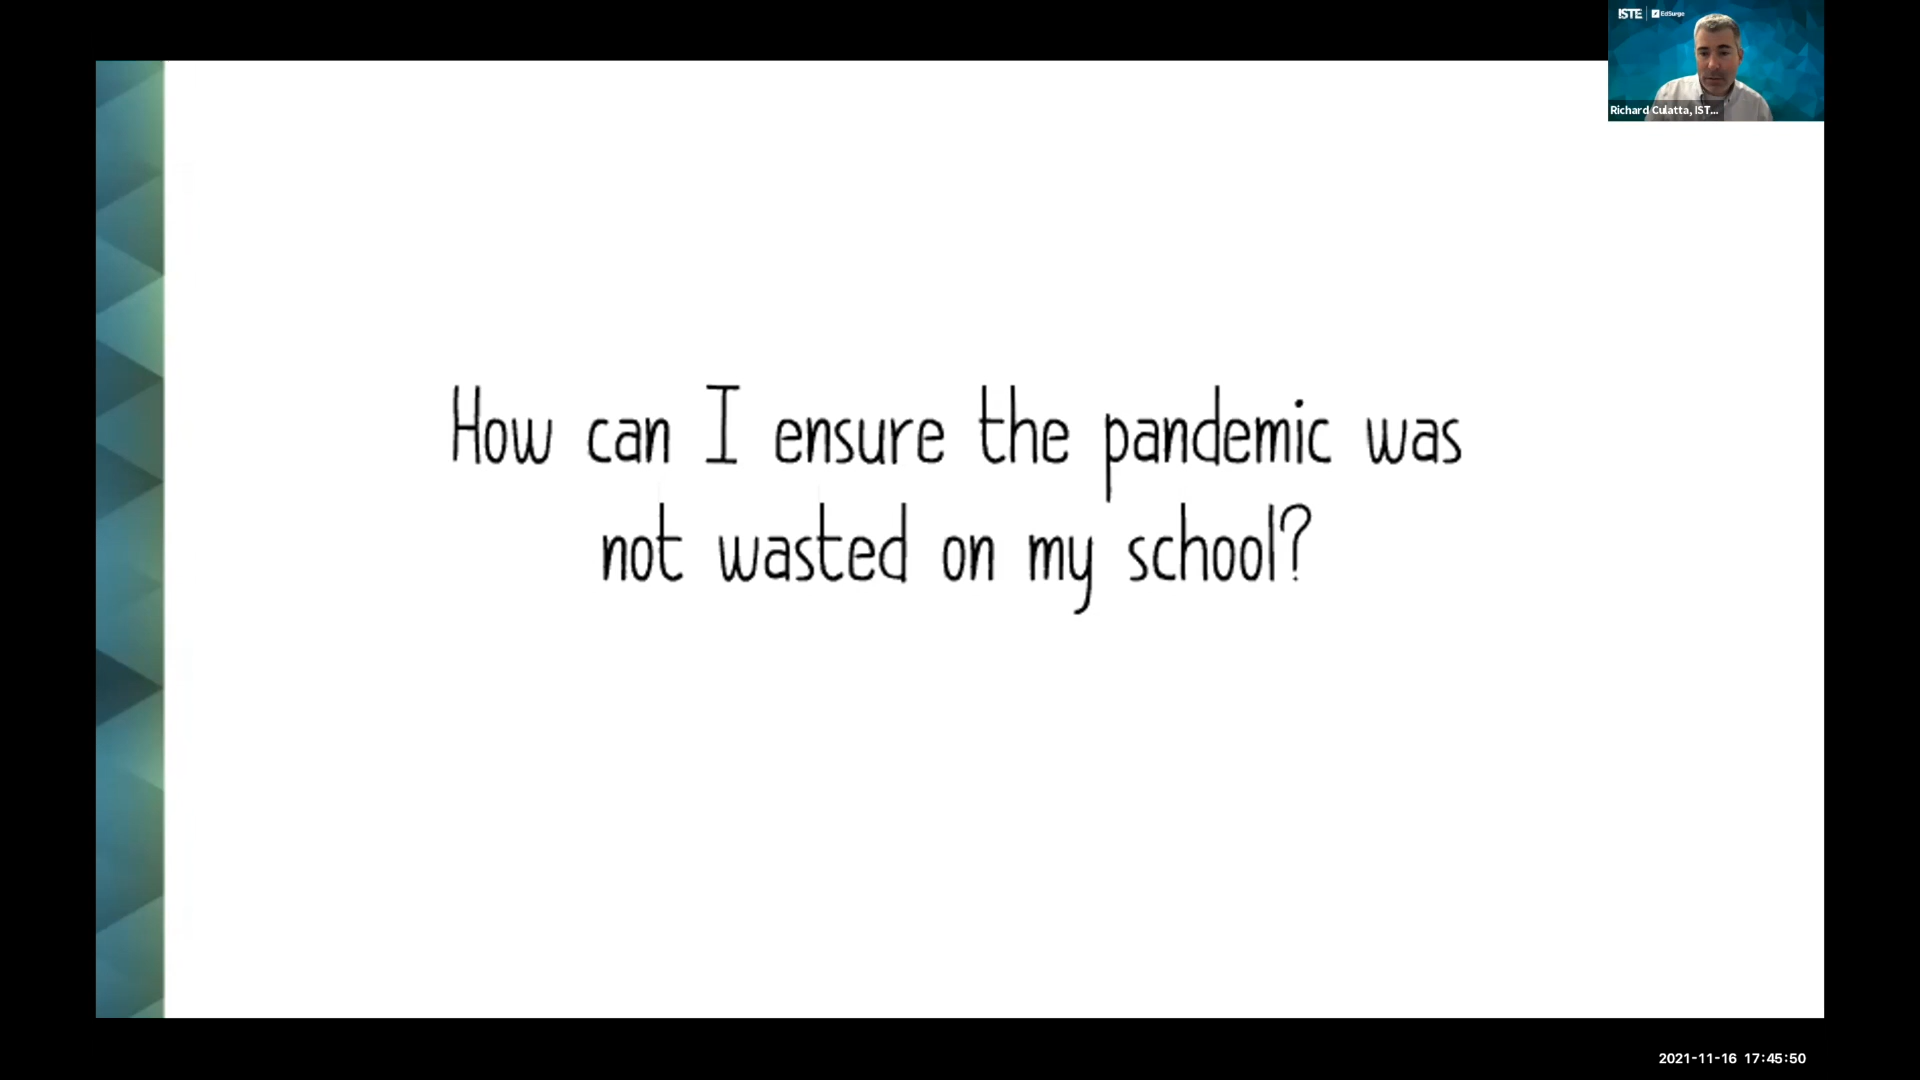 ISTE | EdSurge
Richard Culatta, IST...
How can I ensure the pandemic was
not wasted on my school?
2021-11-16 17:45:50